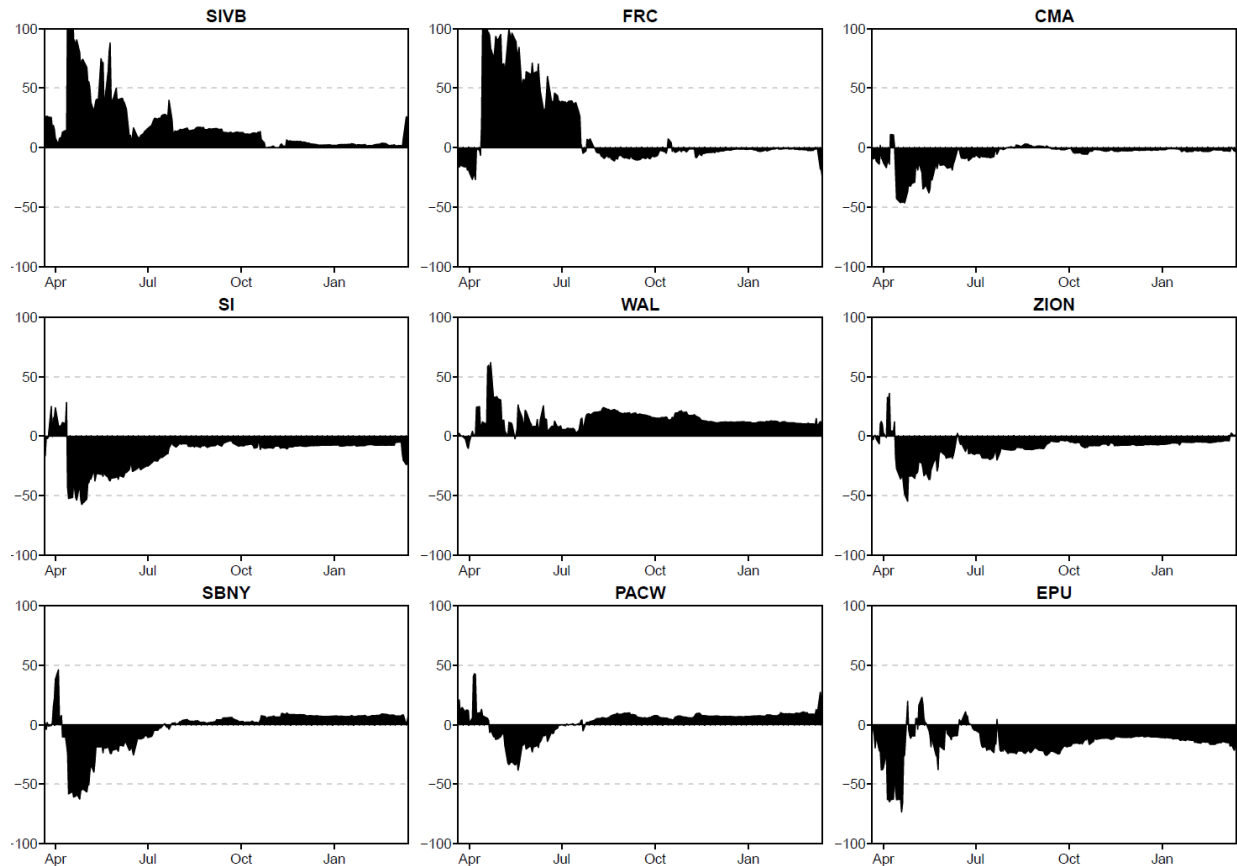 SIVB FRC CMA
100 100 100
50 50 50
0 0 0
−50 −50 −50
-100 −100 −100
Apr Jul Oct Jan Apr Jul Oct Jan Apr Jul Oct Jan
SI WAL ZION
100 100 100
50 50 50
0 0 0
−50 −50 −50
-100 −100 −100
Apr Jul Oct Jan Apr Jul Oct Jan Apr Jul Oct Jan
SBNY PACW EPU
100 100 100
50 50 50
0 0 0
−50 −50 −50
-100 −100 −100
Apr Jul Oct Jan Apr Jul Oct Jan Apr Jul Oct Jan